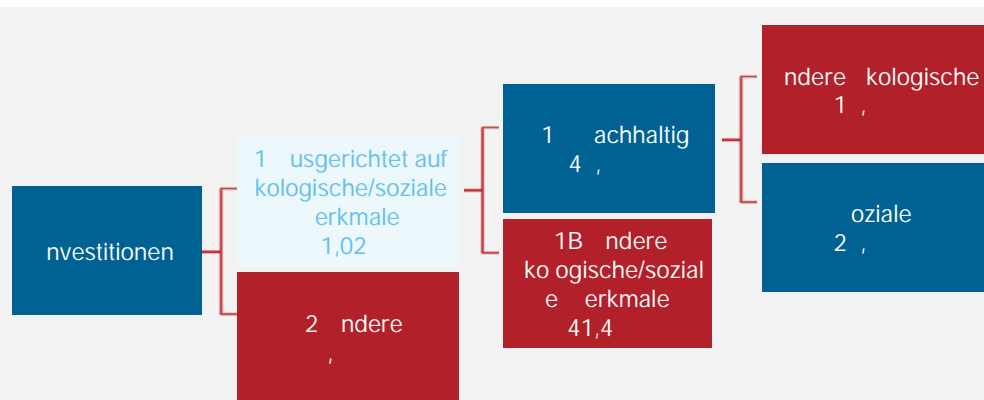 nvestitionen
1 usgerichtet auf
kologische/soziale
erkmale
1,02
2 ndere
,
1 achhaltig
4 ,
1B ndere
ko ogische/sozial
e erkmale
41,4
ndere kologische
1 ,
oziale
2 ,